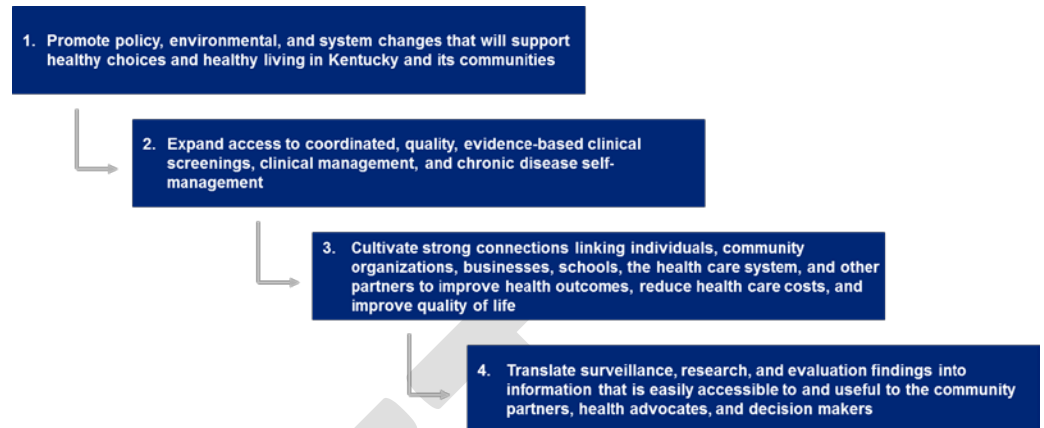 1. Promote policy, environmental, and system changes that will support
healthy choices and healthy living in Kentucky and its communities
2. Expand access to coordinated, quality, evidence-based clinical
screenings, clinical management, and chronic disease self-
management
3. Cultivate strong connections linking individuals, community
organizations, businesses, schools, the health care system, and other
partners to improve health outcomes, reduce health care costs, and
improve quality of life
4. Translate surveillance, research, and evaluation findings into
information that is easily accessible to and useful to the community
partners, health advocates, and decision makers